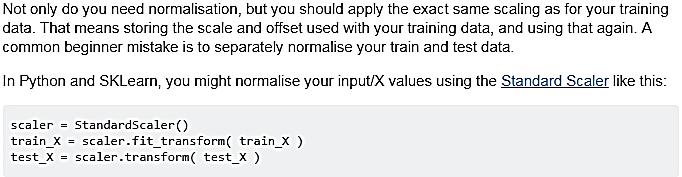 Not only do you need normalisation, but you should apply the exact same scaling as for your training
data. That means storing the scale and offset used with your training data, and using that again. A
common beginner mistake is to separately normalise your train and test data.
In Python and SKLearn, you might normalise your input/X values using the Standard Scaler like this:
scaler = StandardScaler()
train_X = scaler.fit_transform( train_X )
test_X = scaler.transform( test_X )